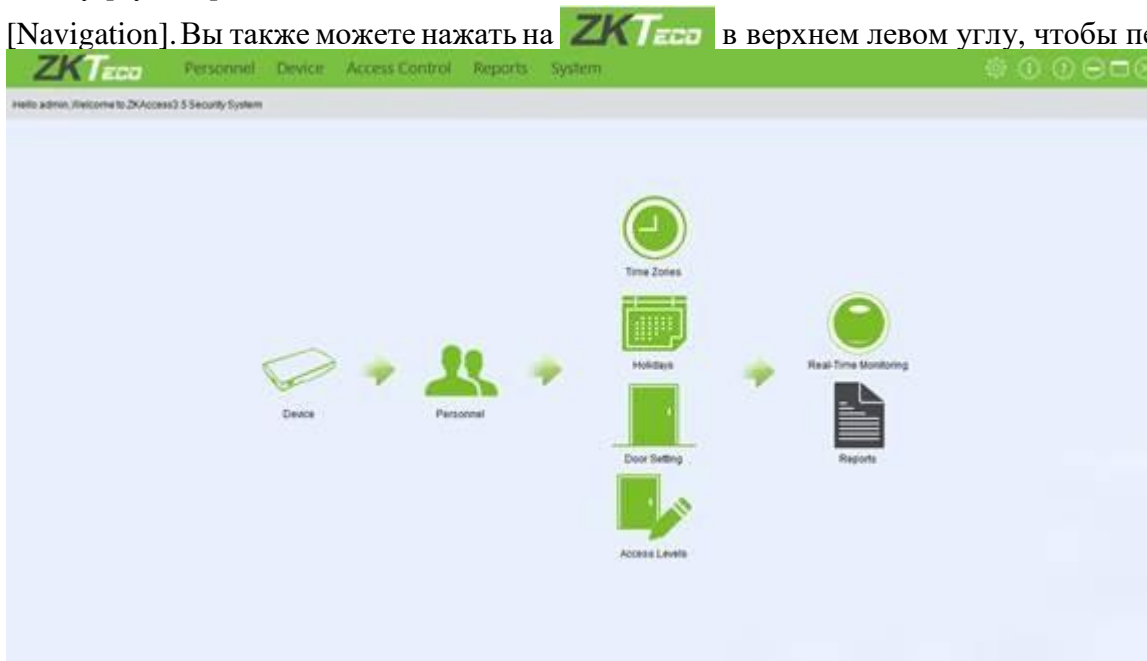 [Navigation]. Вы также можете нажать на ZKTECO в верхнем левом углу, чтобы
ZKTECO Personnel Device Access Control Reports System
Hello admin, Welcome to ZKAccess3.5 Security System
Time Zones
Holidays
Real-Time Monitoring
Device
Personnel
Door Setting
Reports
Access Levels